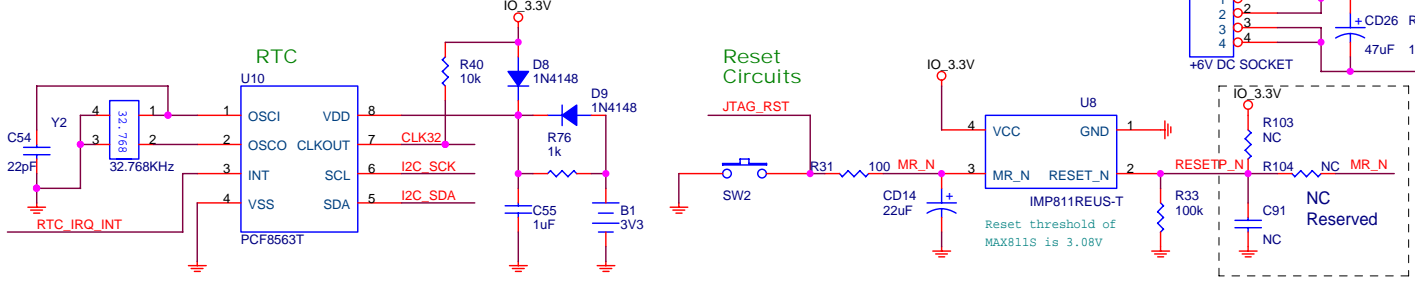 IO_3.3V
RTC
R40
10k
D8
1N4148
D9
1N4148
R76
1k
U10
PCF8563T
1
OSCI
2
OSCO
3
INT
4
VSS
VDD
8
CLKOUT
7
SCL
6
SDA
5
CLK32
I2C_SCK
I2C_SDA
C54
22pF
Y2
4
3
1
2
32.768
32.768KHz
RTC_IRQ_INT
C55
1uF
B1
3V3
Reset
Circuits
JTAG_RST
SW2
R31
100
MR_N
CD14
22uF
IO_3.3V
U8
4
VCC
3
MR_N
GND
1
RESET_N
2
IMP811REUS-T
Reset threshold of
MAX811S is 3.08V
RESETP_N
R33
100k
IO_3.3V
R103
NC
R104
NC
MR_N
C91
NC
NC
Reserved
2
3
4
2
3
4
+6V DC SOCKET
+
CD26
47uF